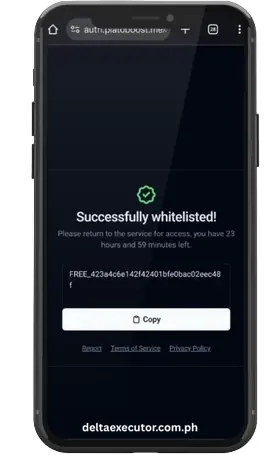 auth.platoboost.me
28
Successfully whitelisted!
Please return to the service for access, you have 23
hours and 59 minutes left.
FREE_423a4c6e142f42401bfe0bac02eec48
f
Copy
Report Terms of Service Privacy Policy
deltaexecutor.com.ph